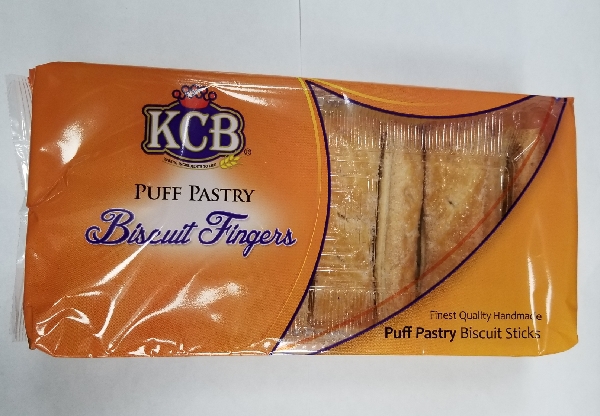 KCB
®
PUFF PASTRY
Biscuit Fingers
Finest Quality Handmade
Puff Pastry Biscuit Sticks